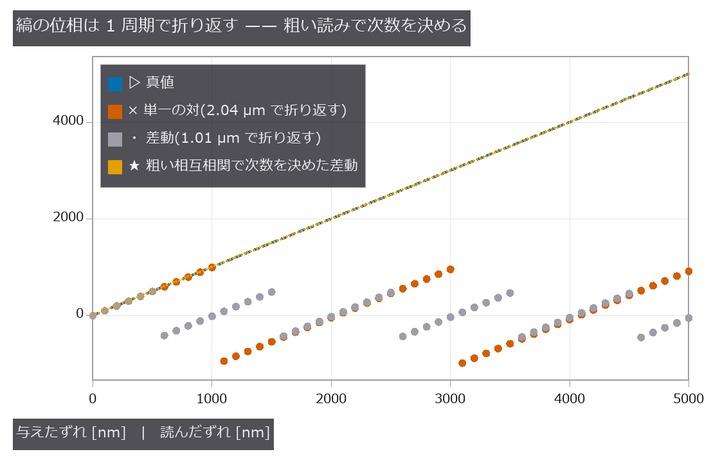 縞の位相は 1 周期で折り返す —— 粗い読みで次数を決める
▷ 真値
× 単一の対(2.04 μm で折り返す)
・ 差動(1.01 μm で折り返す)
★ 粗い相互相関で次数を決めた差動
4000
2000
0
0 1000 2000 3000 4000 5000
与えたずれ [nm] | 読んだずれ [nm]